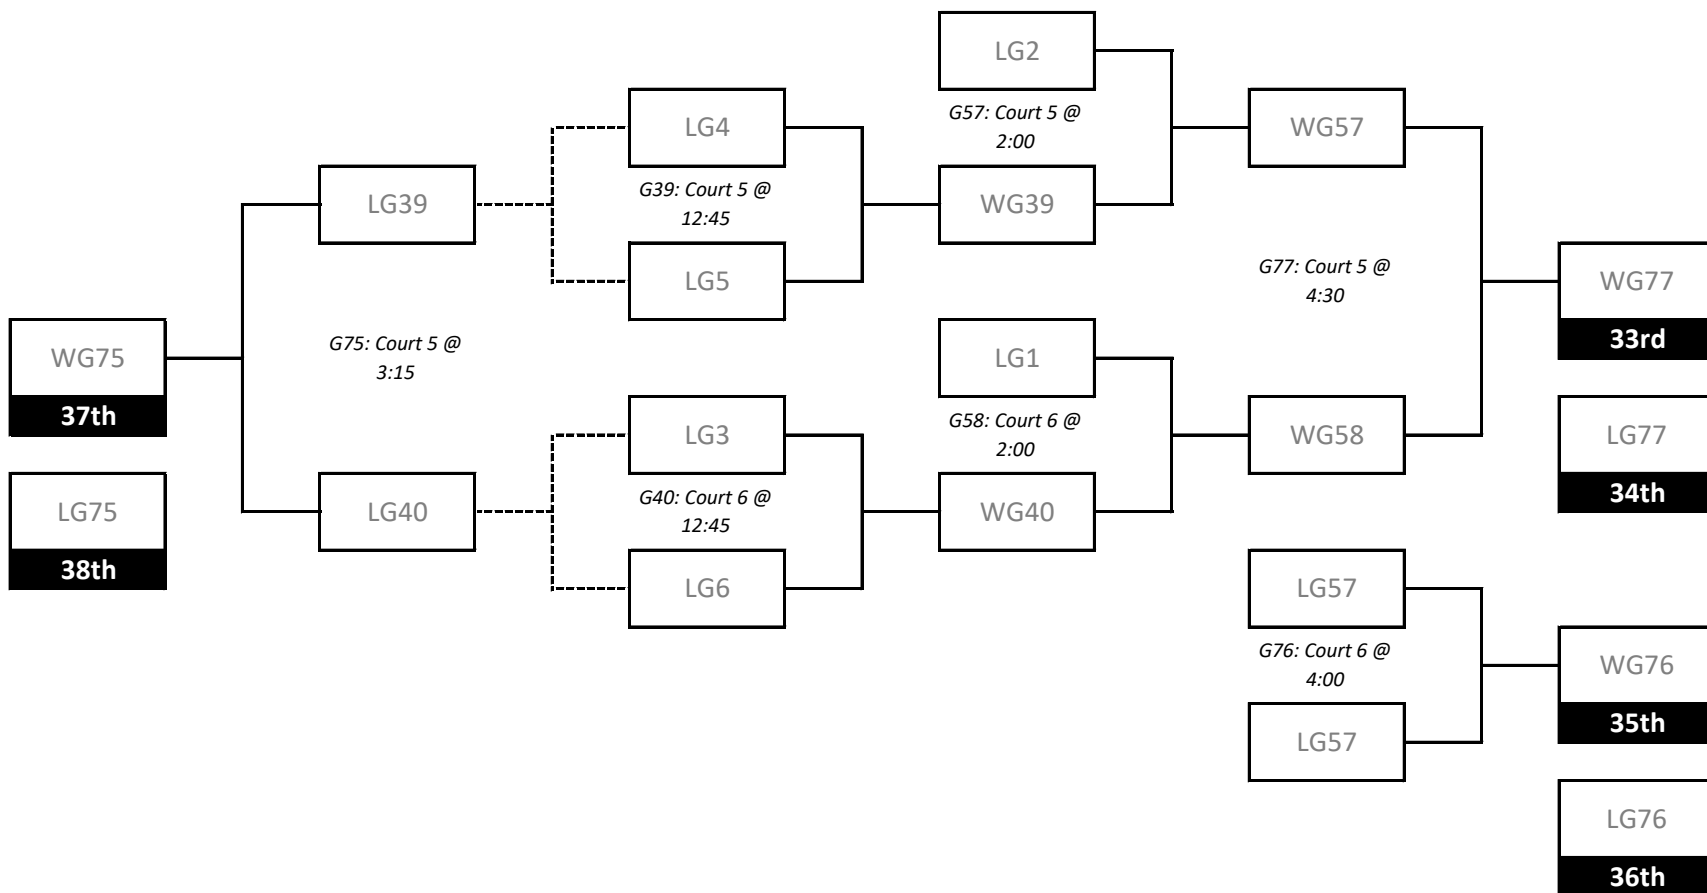 LG2
G57: Court 5 @
2:00
LG4
WG57
G39: Court 5 @
12:45
LG39
WG39
G77: Court 5 @
4:30
LG5
WG77
33rd
WG75
37th
G75: Court 5 @
3:15
LG1
G58: Court 6 @
2:00
LG3
WG58
LG77
34th
LG75
38th
LG40
G40: Court 6 @
12:45
WG40
LG6
LG57
G76: Court 6 @
4:00
WG76
35th
LG57
LG76
36th